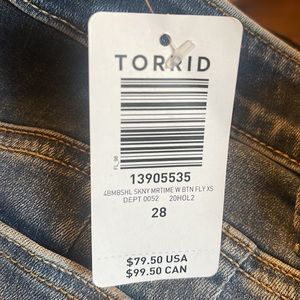 TORRID
13905535
4BMBSHL SKNY MRTIME W BTN FLY XS
DEPT 0052 20HOL2
28
$79.50 USA
$99.50 CAN